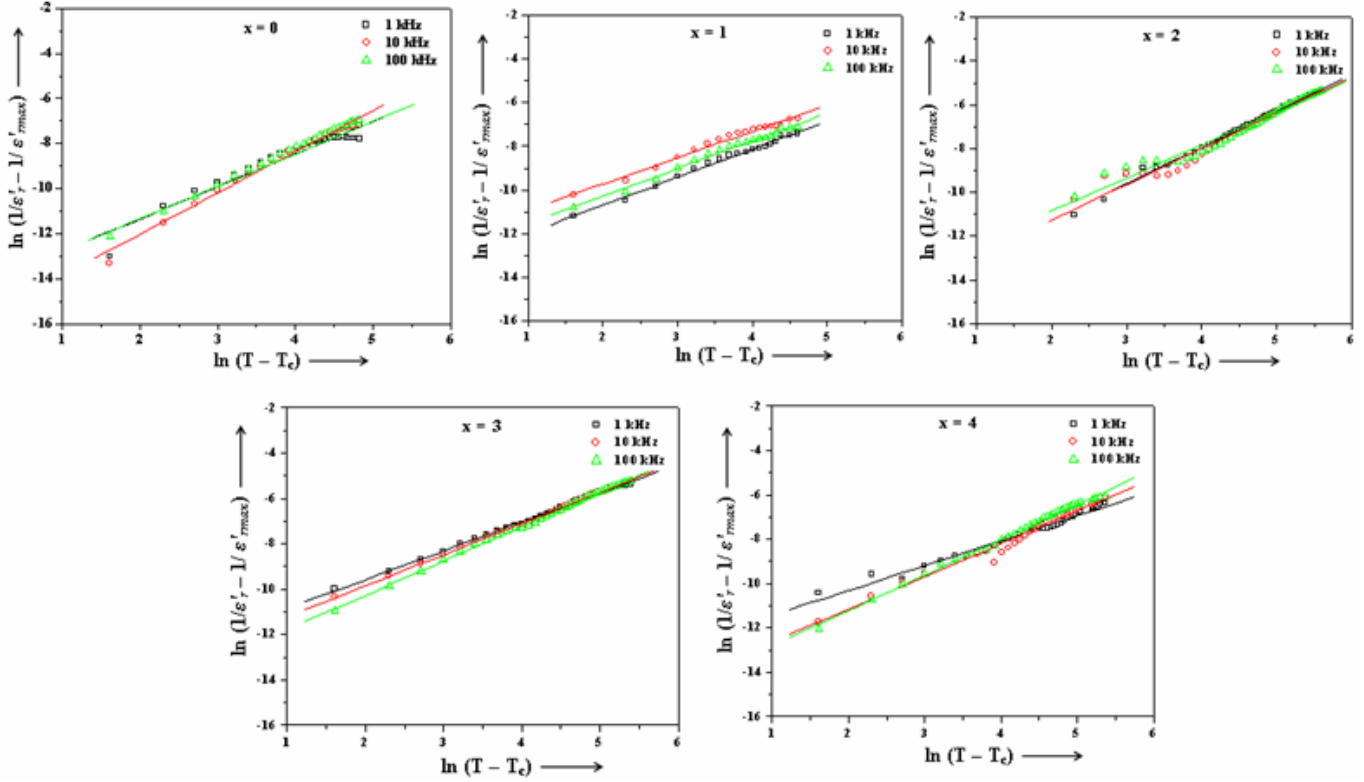 x = 0
1 kHz
10 kHz
100 kHz
-2
-4
-6
-8
-10
-12
-14
-16
1 2 3 4 5 6
ln (T – Tc)
ln (1/ε'r – 1/ ε'rmax)
x = 1
1 kHz
10 kHz
100 kHz
-2
-4
-6
-8
-10
-12
-14
-16
1 2 3 4 5 6
ln (T – Tc)
ln (1/ε'r – 1/ ε'rmax)
x = 2
1 kHz
10 kHz
100 kHz
-2
-4
-6
-8
-10
-12
-14
-16
1 2 3 4 5 6
ln (T – Tc)
ln (1/ε'r – 1/ ε'rmax)
x = 3
1 kHz
10 kHz
100 kHz
-2
-4
-6
-8
-10
-12
-14
-16
1 2 3 4 5 6
ln (T – Tc)
ln (1/ε'r – 1/ ε'rmax)
x = 4
1 kHz
10 kHz
100 kHz
-2
-4
-6
-8
-10
-12
-14
-16
1 2 3 4 5 6
ln (T – Tc)
ln (1/ε'r – 1/ ε'rmax)